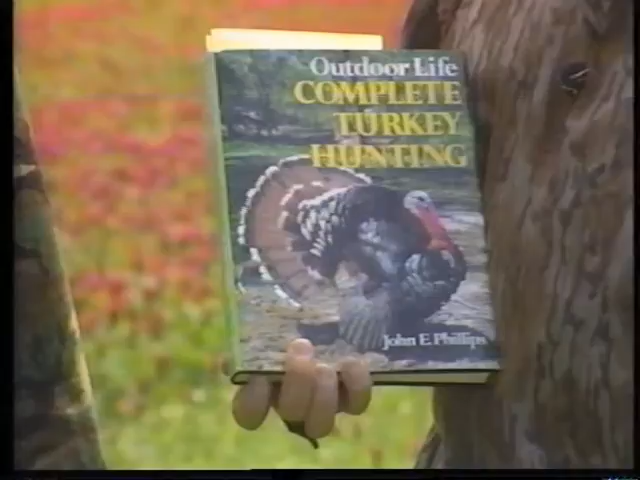 Outdoor Life
COMPLETE
TURKEY
HUNTING
John E. Phillips